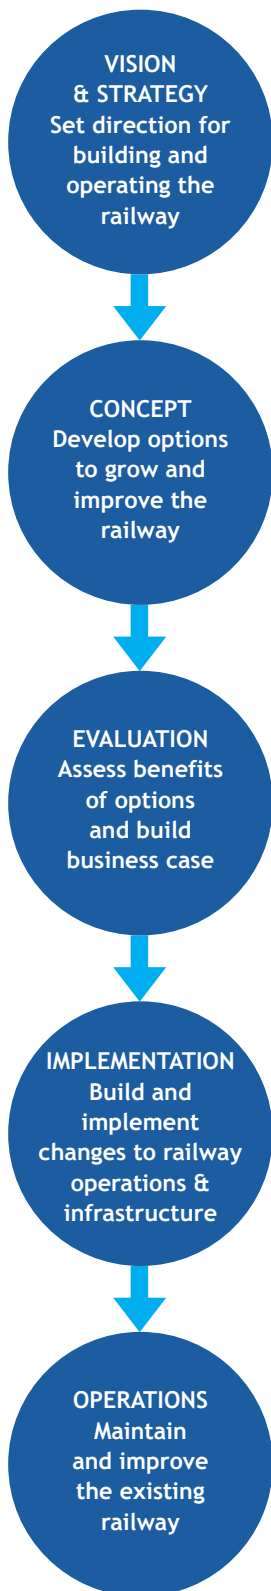 VISION
& STRATEGY
Set direction for
building and
operating the
railway
CONCEPT
Develop options
to grow and
improve the
railway
EVALUATION
Assess benefits
of options
and build
business case
IMPLEMENTATION
Build and
implement
changes to railway
operations &
infrastructure
OPERATIONS
Maintain
and improve
the existing
railway